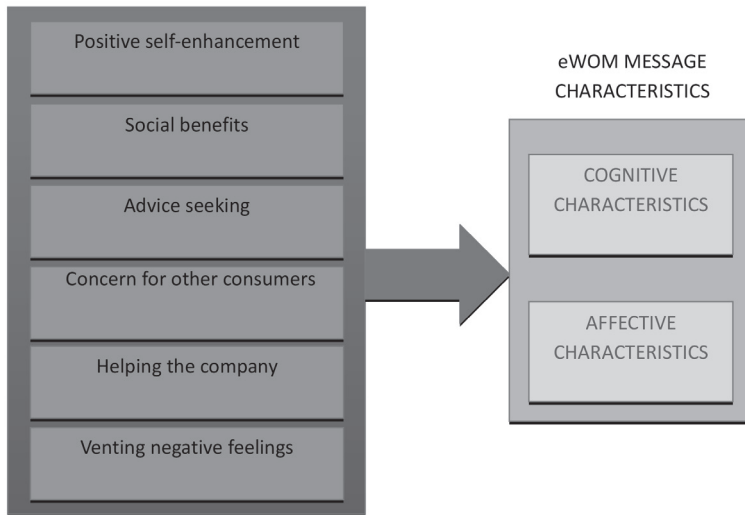 Positive self-enhancement
Social benefits
Advice seeking
Concern for other consumers
Helping the company
Venting negative feelings
eWOM MESSAGE
CHARACTERISTICS
COGNITIVE
CHARACTERISTICS
AFFECTIVE
CHARACTERISTICS